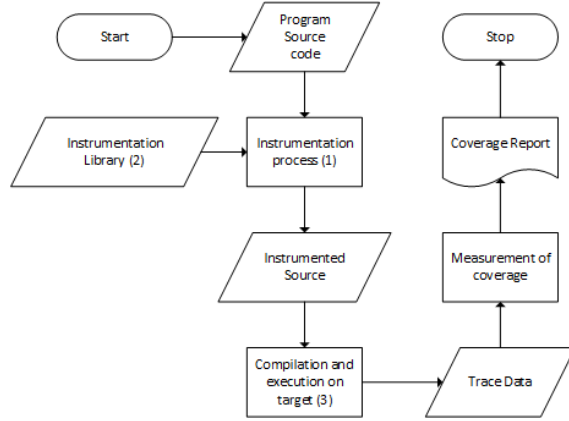 Start
Program
Source
code
Stop
Instrumentation
Library (2)
Instrumentation
process (1)
Coverage Report
Instrumented
Source
Measurement of
coverage
Compilation and
execution on
target (3)
Trace Data